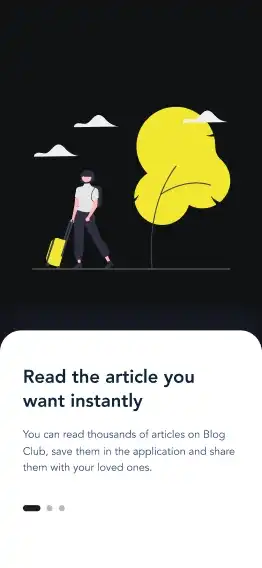 Read the article you
want instantly
You can read thousands of articles on Blog
Club, save them in the application and share
them with your loved ones.